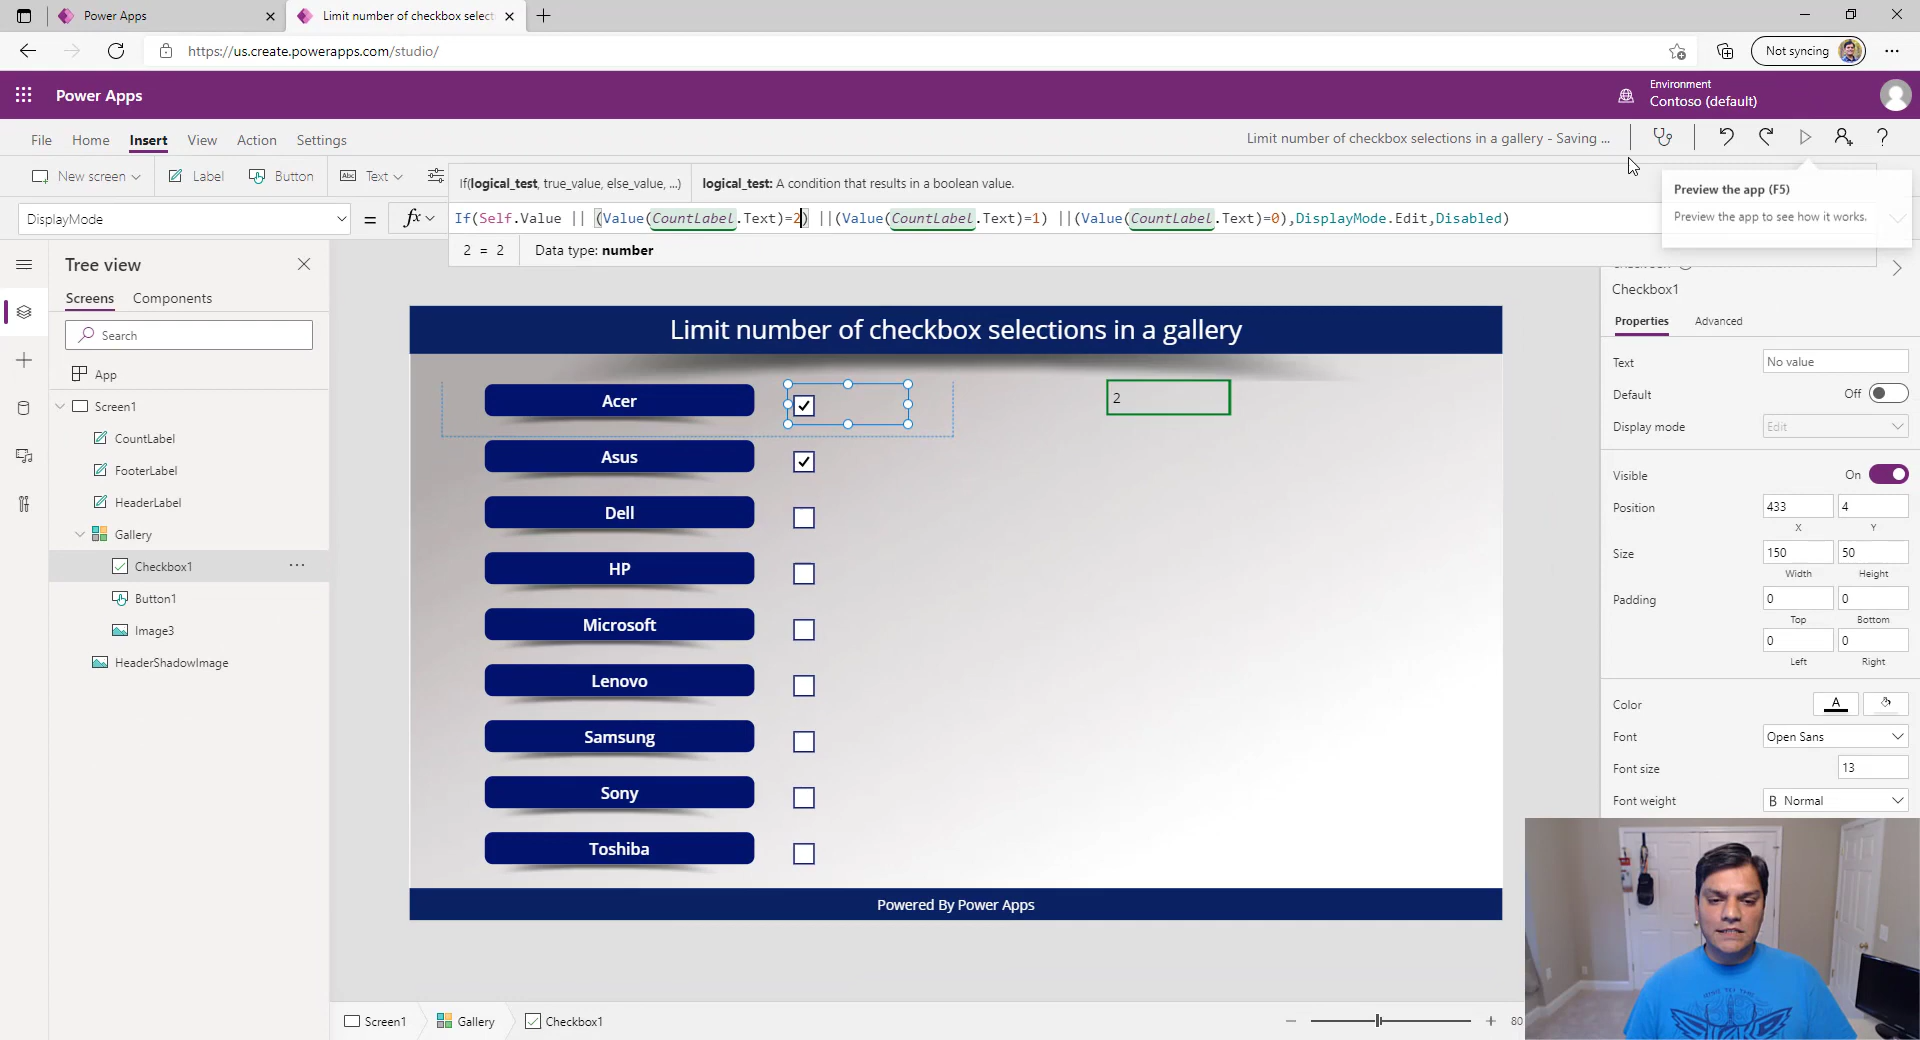 Power Apps
Limit number of checkbox select
https://us.create.powerapps.com/studio/
Not syncing
Power Apps
Environment
Contoso (default)
File
Home
Insert
View
Action
Settings
Limit number of checkbox selections in a gallery - Saving ...
New screen
Label
Button
Text
If(logical_test, true_value, else_value, ...)
logical_test: A condition that results in a boolean value.
Preview the app (F5)
Preview the app to see how it works.
DisplayMode
=
fx
If(Self.Value || (Value(CountLabel.Text)=2) ||(Value(CountLabel.Text)=1) ||(Value(CountLabel.Text)=0),DisplayMode.Edit,Disabled)
2 = 2
Data type: number
Tree view
Screens
Components
Search
App
Screen1
CountLabel
FooterLabel
HeaderLabel
Gallery
Checkbox1
...
Button1
Image3
HeaderShadowImage
Limit number of checkbox selections in a gallery
Acer
2
Asus
Dell
HP
Microsoft
Lenovo
Samsung
Sony
Toshiba
Powered By Power Apps
Screen1
Gallery
Checkbox1
80
Checkbox1
Properties
Advanced
Text
No value
Default
Off
Display mode
Edit
Visible
On
Position
433
4
X
Y
Size
150
50
Width
Height
Padding
0
0
Top
Bottom
0
0
Left
Right
Color
A
Font
Open Sans
Font size
13
Font weight
B Normal